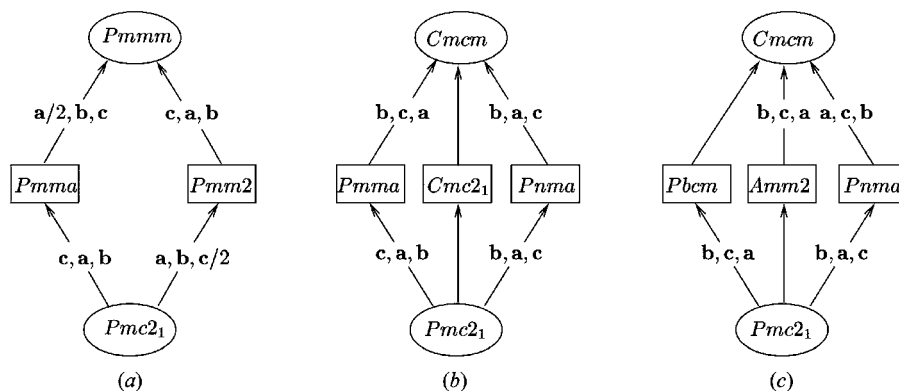 Pmmm Cmcm Cmcm
a/2, b, c c, a, b b, c, a b, a, c b, c, a a, c, b
Pmma Pmm2 Pmma Cmc2₁ Pnma Pbcm Amm2 Pnma
c, a, b a, b, c/2 c, a, b b, a, c b, c, a b, a, c
Pmc2₁ Pmc2₁ Pmc2₁
(a) (b) (c)